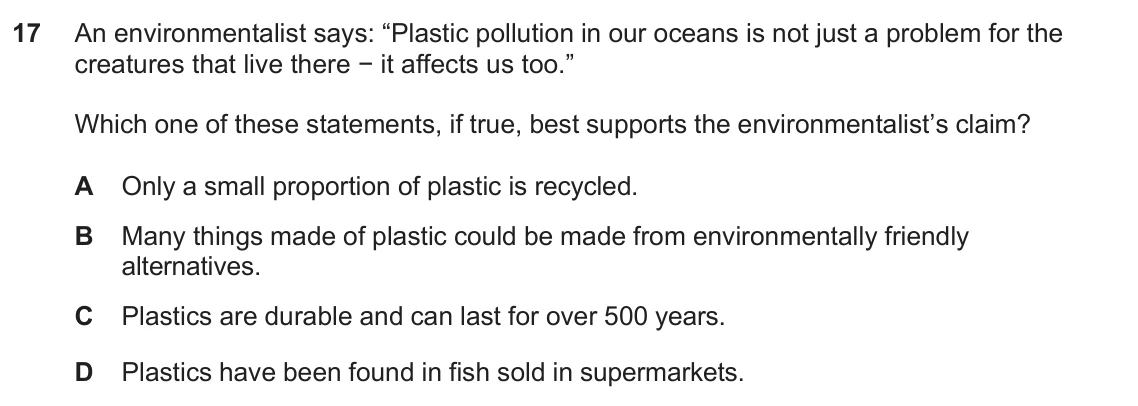 17 An environmentalist says: “Plastic pollution in our oceans is not just a problem for the
creatures that live there − it affects us too.”
Which one of these statements, if true, best supports the environmentalist’s claim?
A Only a small proportion of plastic is recycled.
B Many things made of plastic could be made from environmentally friendly
alternatives.
C Plastics are durable and can last for over 500 years.
D Plastics have been found in fish sold in supermarkets.